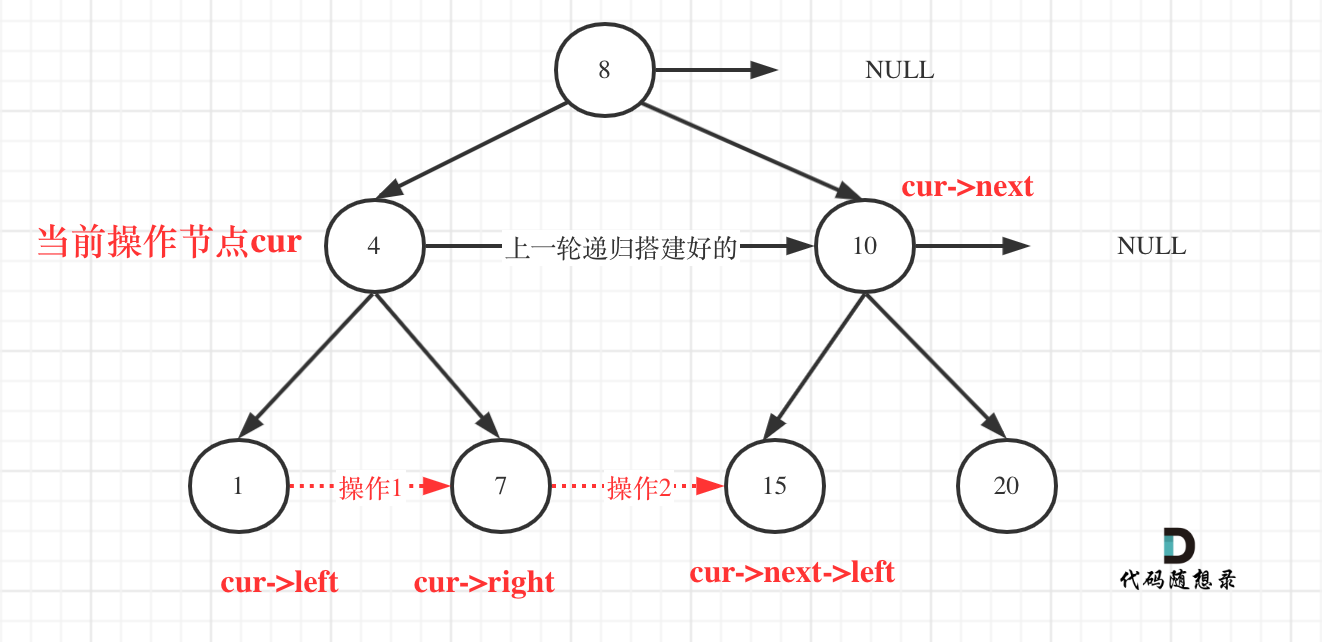 8
NULL
cur->next
当前操作节点cur
4
上一轮递归搭建好的
10
NULL
1
操作1
7
操作2
15
20
cur->left
cur->right
cur->next->left
代码随想录